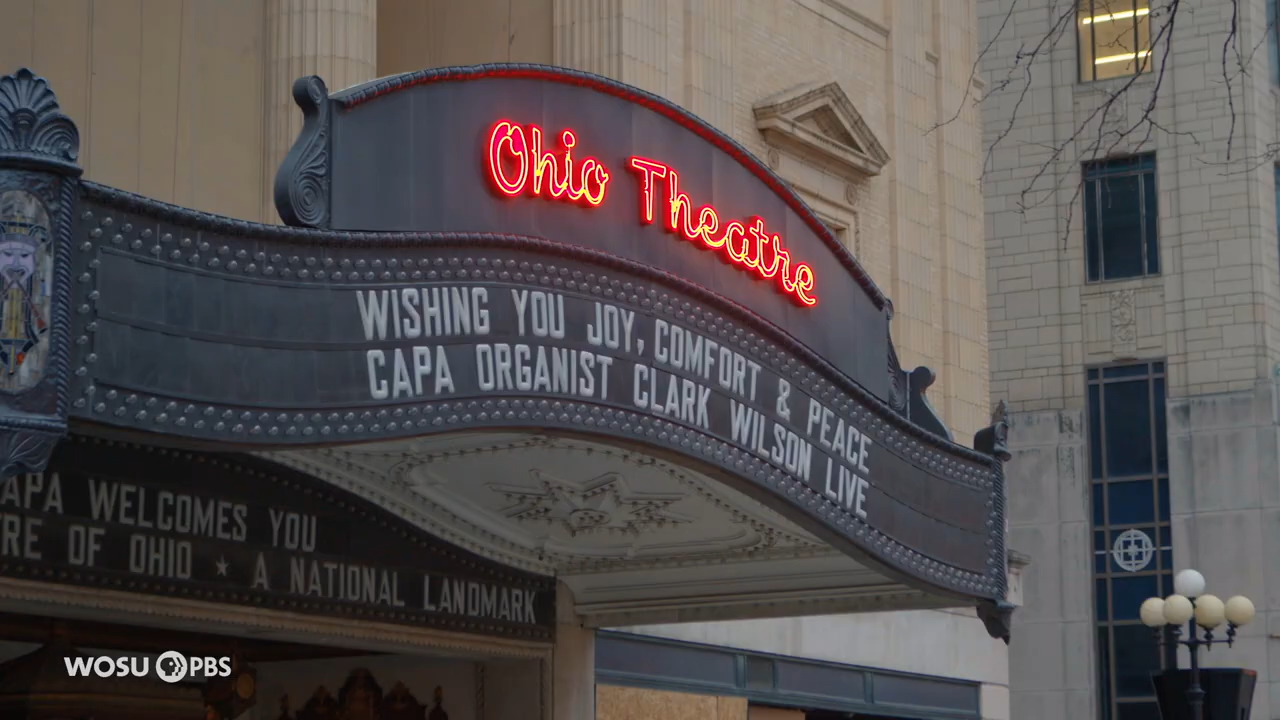 Ohio Theatre
WISHING YOU JOY, COMFORT & PEACE
CAPA ORGANIST CLARK WILSON LIVE
APA WELCOMES YOU
RE OF OHIO ★ A NATIONAL LANDMARK
WOSU PBS